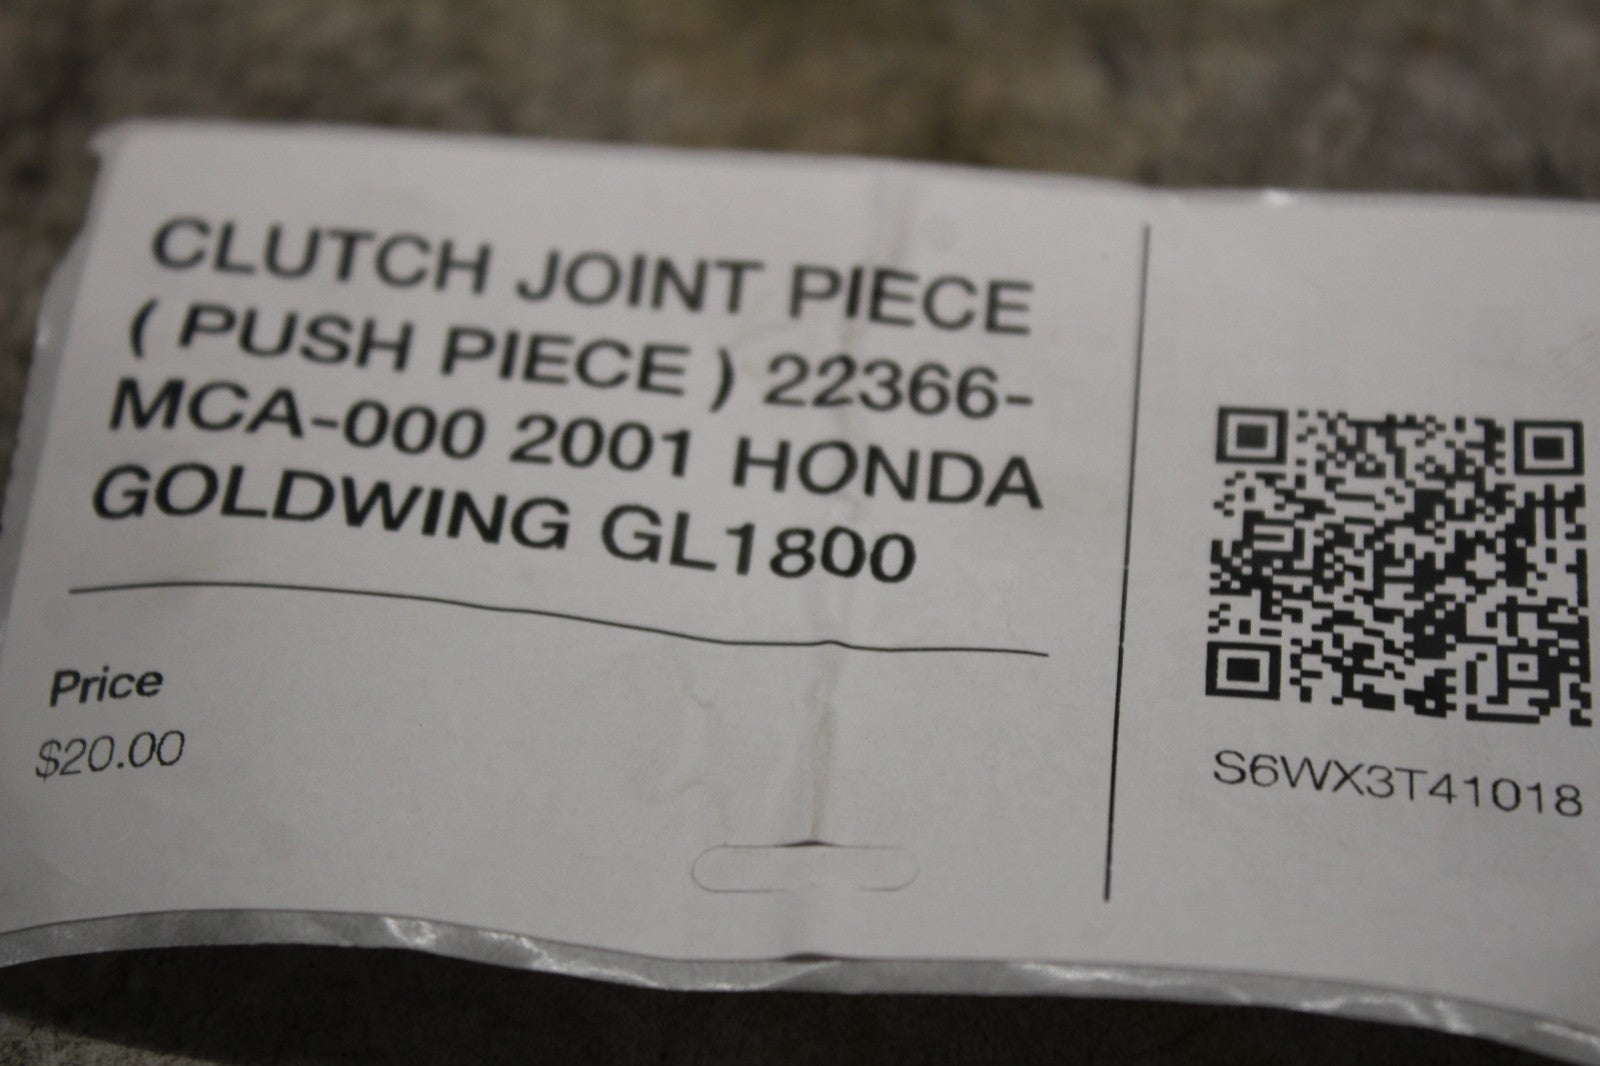 CLUTCH JOINT PIECE
( PUSH PIECE ) 22366-
MCA-000 2001 HONDA
GOLDWING GL1800
Price
$20.00
S6WX3T41018